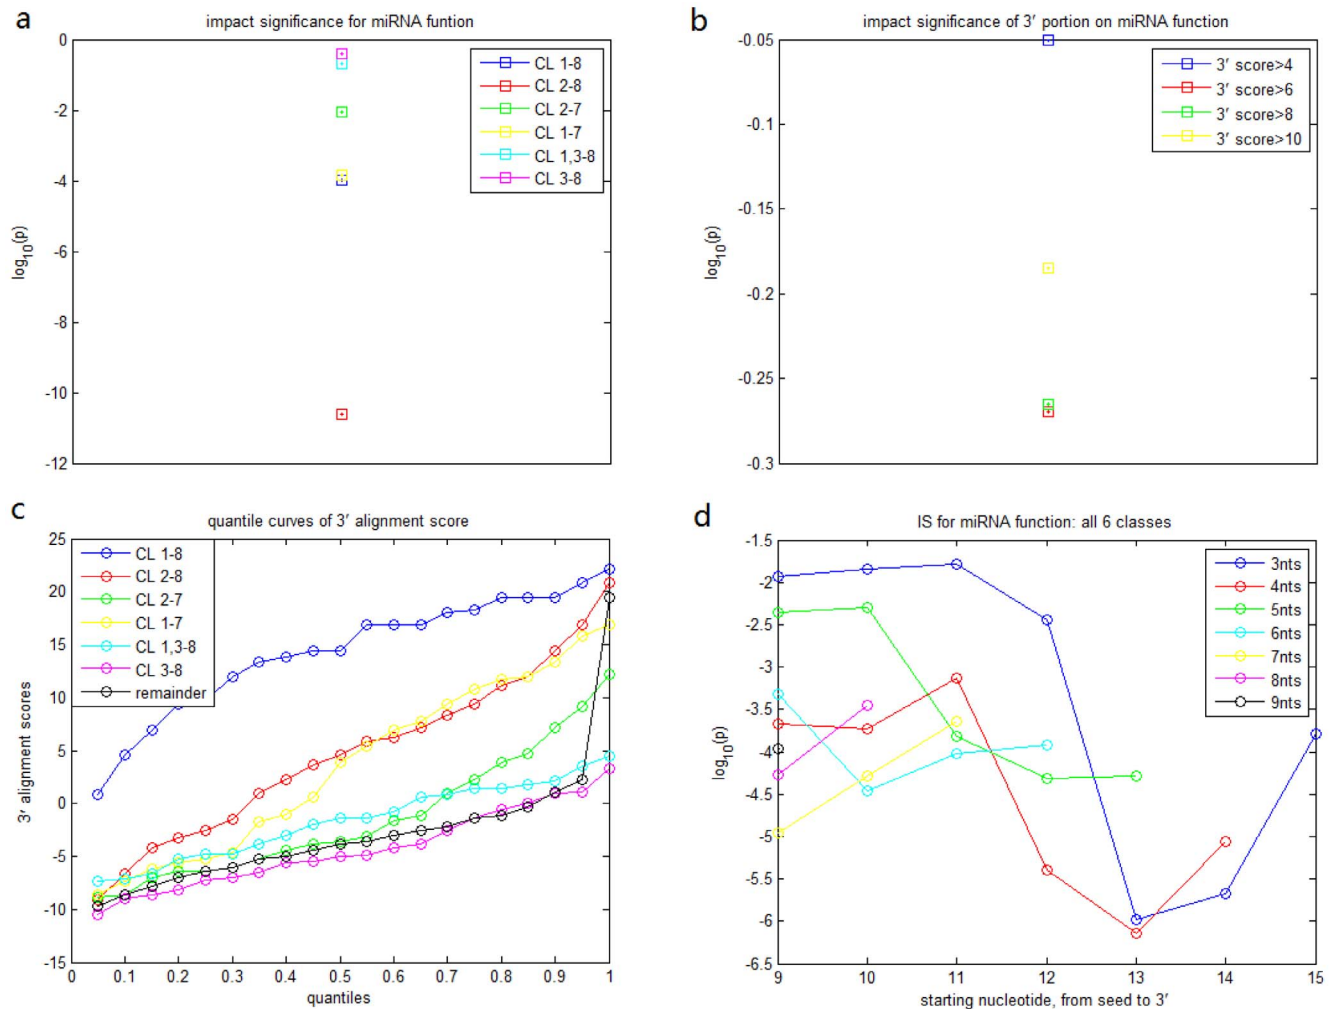 a
impact significance for miRNA funtion
0
-2
-4
-6
-8
-10
-12
log10(p)
CL 1-8
CL 2-8
CL 2-7
CL 1-7
CL 1,3-8
CL 3-8
b
impact significance of 3′ portion on miRNA function
-0.05
-0.1
-0.15
-0.2
-0.25
-0.3
log10(p)
3′ score>4
3′ score>6
3′ score>8
3′ score>10
c
quantile curves of 3′ alignment score
25
20
15
10
5
0
-5
-10
-15
3′ alignment scores
CL 1-8
CL 2-8
CL 2-7
CL 1-7
CL 1,3-8
CL 3-8
remainder
0 0.1 0.2 0.3 0.4 0.5 0.6 0.7 0.8 0.9 1
quantiles
d
IS for miRNA function: all 6 classes
-1.5
-2
-2.5
-3
-3.5
-4
-4.5
-5
-5.5
-6
-6.5
log10(p)
3nts
4nts
5nts
6nts
7nts
8nts
9nts
9 10 11 12 13 14 15
starting nucleotide, from seed to 3′